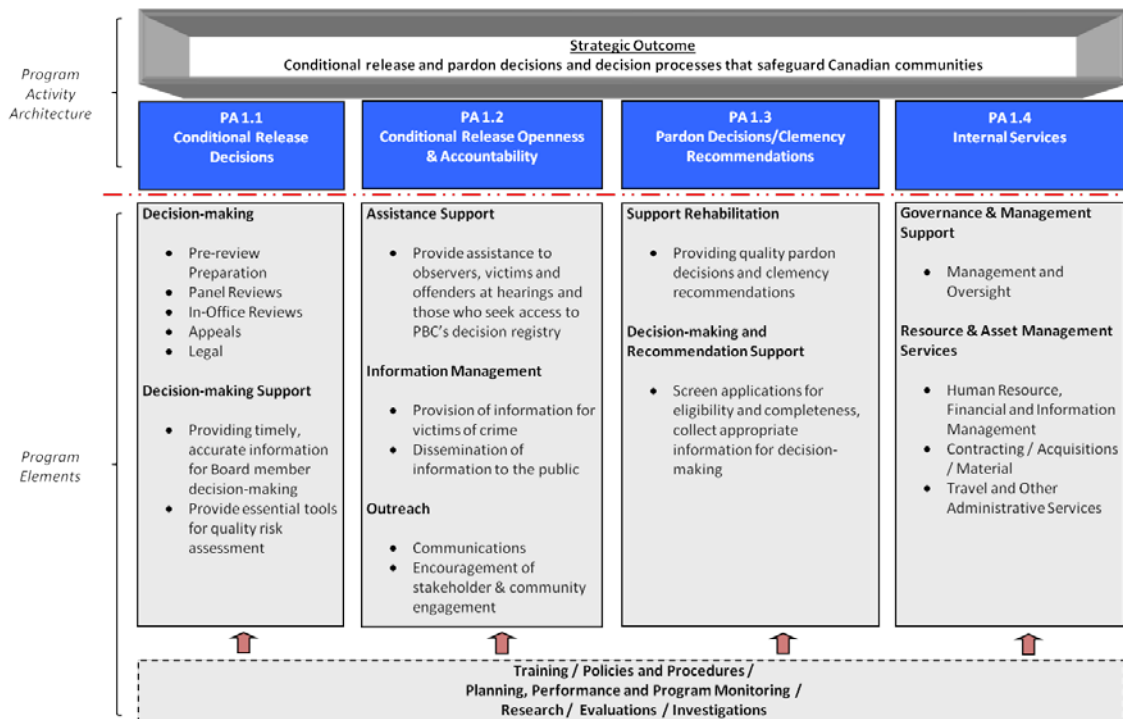 Strategic Outcome
Conditional release and pardon decisions and decision processes that safeguard Canadian communities
Program
Activity
Architecture
PA 1.1
Conditional Release
Decisions
PA 1.2
Conditional Release Openness
& Accountability
PA 1.3
Pardon Decisions/Clemency
Recommendations
PA 1.4
Internal Services
Program
Elements
Decision-making
• Pre-review
Preparation
• Panel Reviews
• In-Office Reviews
• Appeals
• Legal
Decision-making Support
• Providing timely,
accurate information
for Board member
decision-making
• Provide essential tools
for quality risk
assessment
Assistance Support
• Provide assistance to
observers, victims and
offenders at hearings and
those who seek access to
PBC's decision registry
Information Management
• Provision of information for
victims of crime
• Dissemination of
information to the public
Outreach
• Communications
• Encouragement of
stakeholder & community
engagement
Support Rehabilitation
• Providing quality pardon
decisions and clemency
recommendations
Decision-making and
Recommendation Support
• Screen applications for
eligibility and completeness,
collect appropriate
information for decision-
making
Governance & Management
Support
• Management and
Oversight
Resource & Asset Management
Services
• Human Resource,
Financial and Information
Management
• Contracting / Acquisitions
/ Material
• Travel and Other
Administrative Services
Training / Policies and Procedures /
Planning, Performance and Program Monitoring /
Research / Evaluations / Investigations